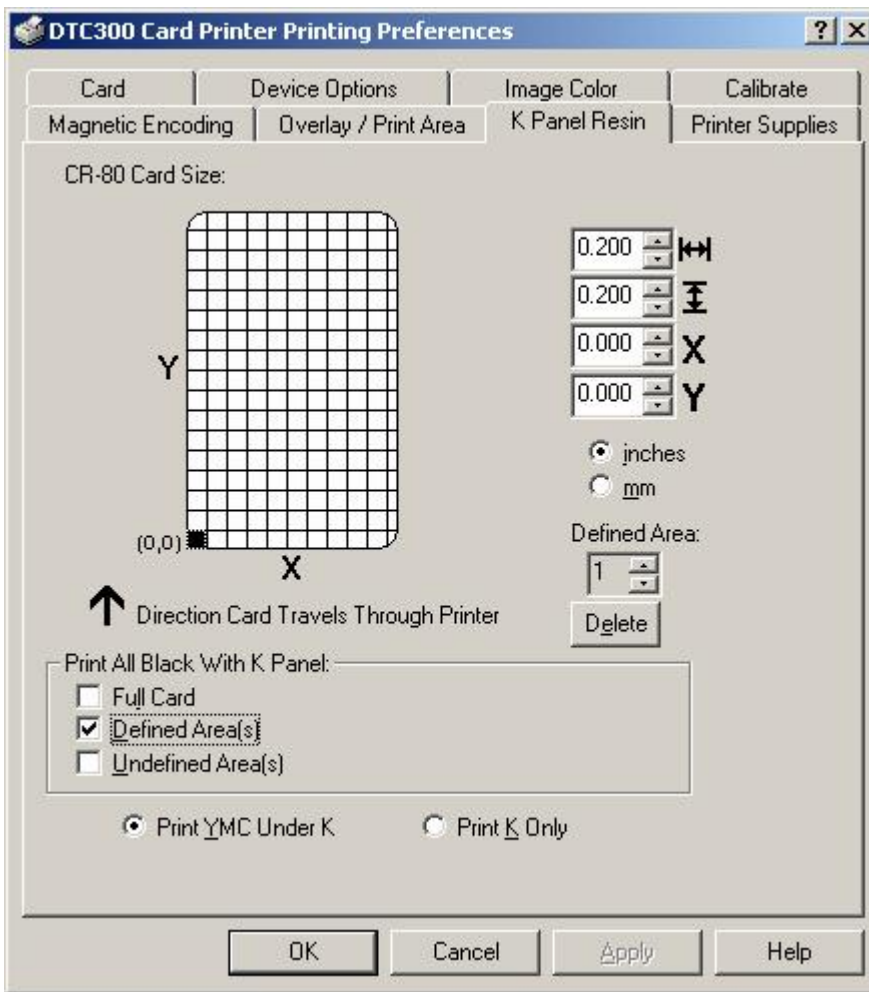 DTC300 Card Printer Printing Preferences
Card Device Options Image Color Calibrate
Magnetic Encoding Overlay / Print Area K Panel Resin Printer Supplies
CR-80 Card Size:
0.200
0.200
0.000 X
0.000 Y
Y
inches
mm
(0,0)
X
Defined Area:
1
Direction Card Travels Through Printer
Delete
Print All Black With K Panel:
Full Card
Defined Area(s)
Undefined Area(s)
Print YMC Under K Print K Only
OK Cancel Apply Help